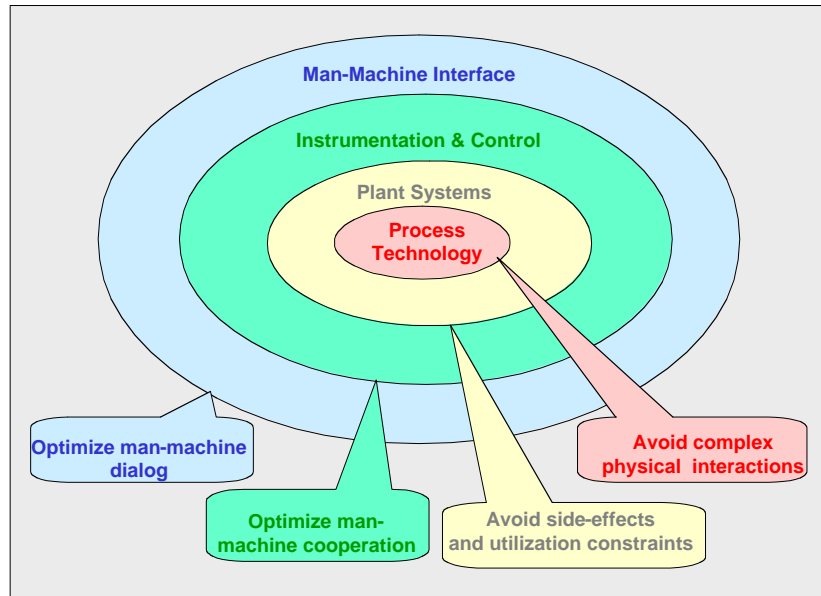 Man-Machine Interface
Instrumentation & Control
Plant Systems
Process
Technology
Optimize man-machine
dialog
Avoid complex
physical interactions
Optimize man-
machine cooperation
Avoid side-effects
and utilization constraints